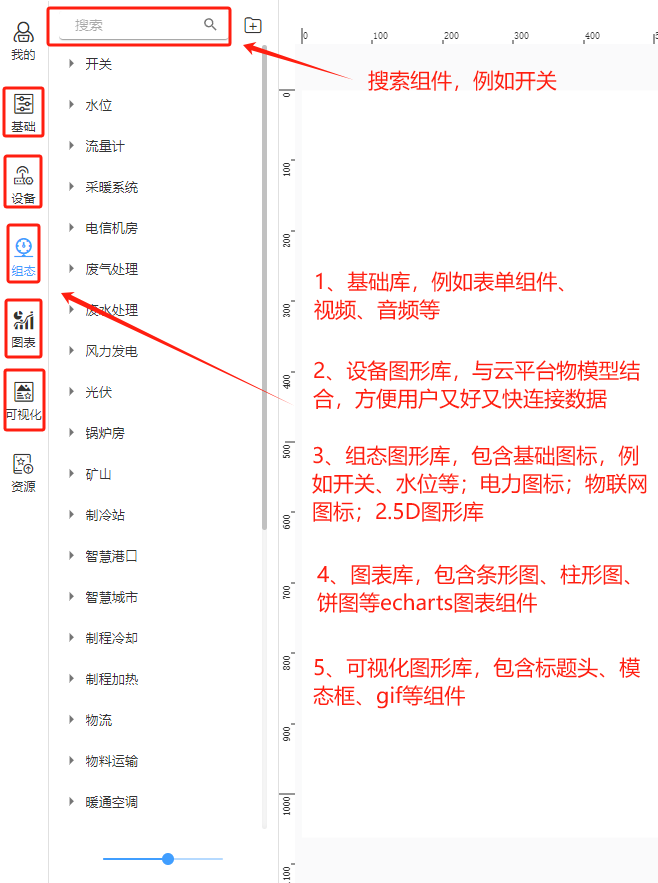 我的
基础
设备
组态
图表
可视化
资源
搜索
开关
水位
流量计
采暖系统
电信机房
废气处理
废水处理
风力发电
光伏
锅炉房
矿山
制冷站
智慧港口
智慧城市
制程冷却
制程加热
物流
物料运输
暖通空调
0
100
200
300
400
5
0
100
200
300
400
500
600
700
800
900
1000
1100
搜索组件，例如开关
1、基础库，例如表单组件、
视频、音频等
2、设备图形库，与云平台物模型结
合，方便用户又好又快连接数据
3、组态图形库，包含基础图标，例
如开关、水位等；电力图标；物联网
图标；2.5D图形库
4、图表库，包含条形图、柱形图、
饼图等echarts图表组件
5、可视化图形库，包含标题头、模
态框、gif等组件